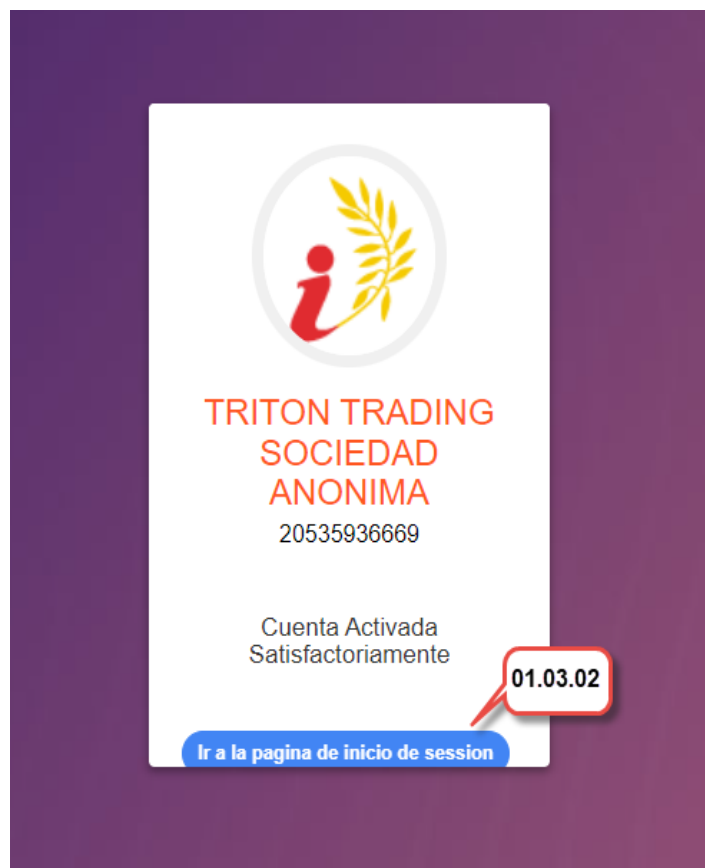 TRITON TRADING
SOCIEDAD
ANONIMA
20535936669
Cuenta Activada
Satisfactoriamente
01.03.02
Ir a la pagina de inicio de session